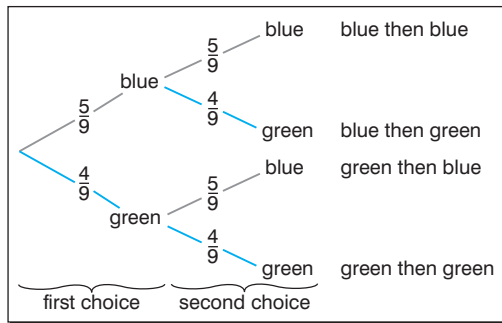 blue blue then blue
5/9
blue
5/9
4/9
green blue then green
blue green then blue
4/9
5/9
green
4/9
green green then green
first choice second choice